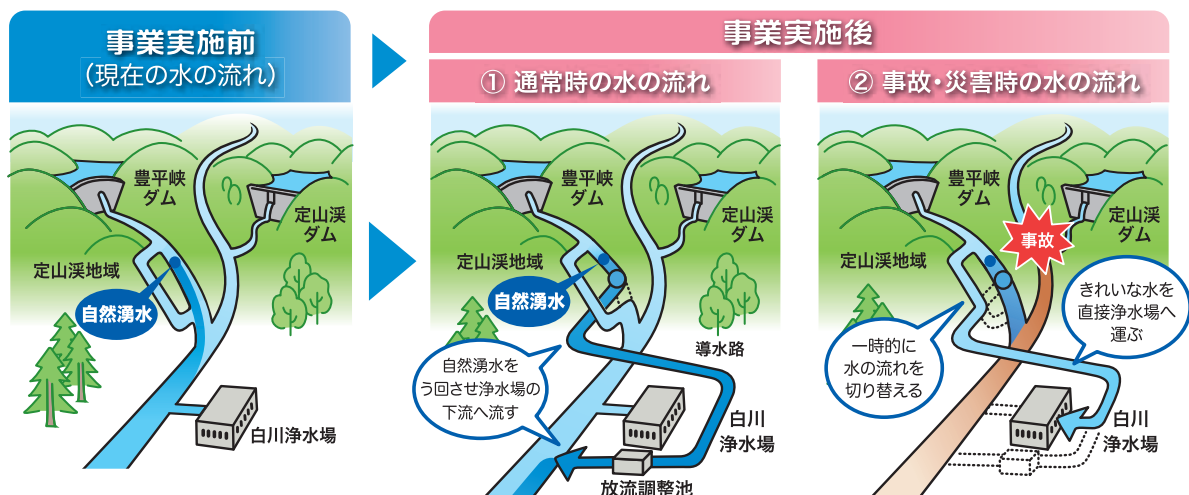 事業実施前
(現在の水の流れ)
豊平峡
ダム
定山渓
ダム
定山渓地域
自然湧水
白川浄水場
事業実施後
① 通常時の水の流れ
豊平峡
ダム
定山渓
ダム
定山渓地域
自然湧水
導水路
自然湧水を
う回させ浄水場の
下流へ流す
白川
浄水場
放流調整池
② 事故・災害時の水の流れ
豊平峡
ダム
定山渓
ダム
事故
定山渓地域
きれいな水を
直接浄水場へ
運ぶ
一時的に
水の流れを
切り替える
白川
浄水場